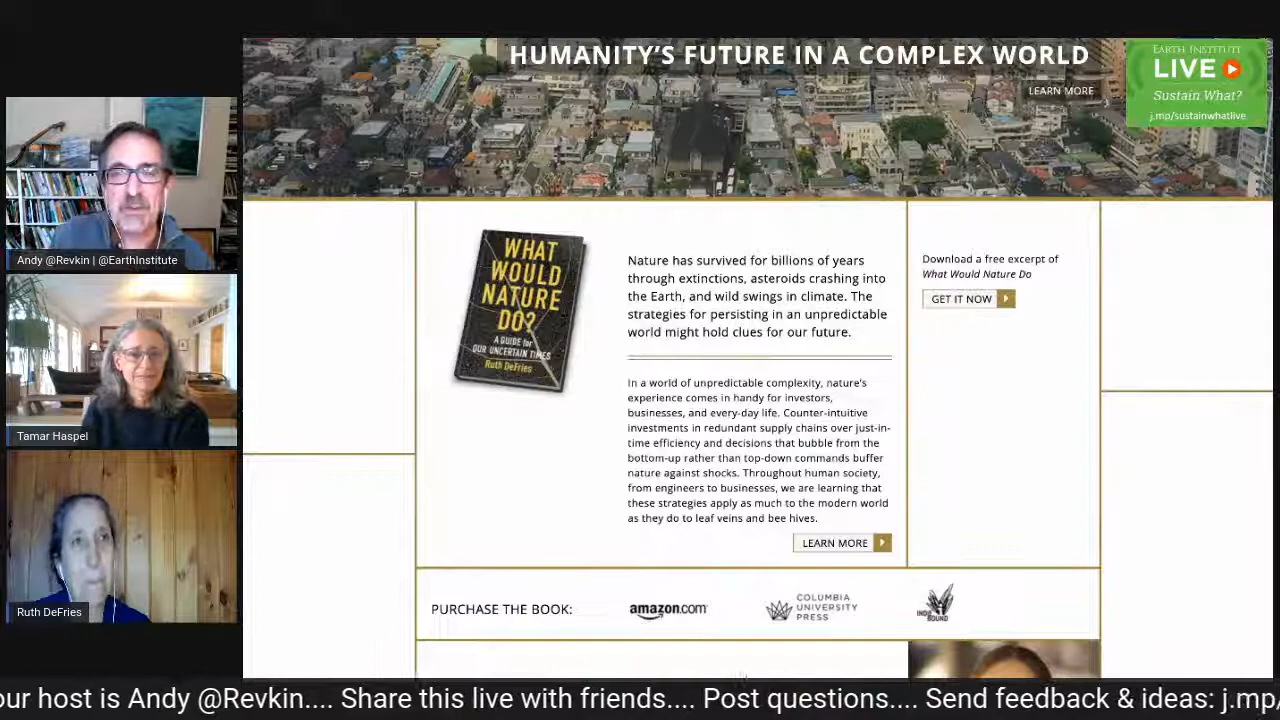 HUMANITY'S FUTURE IN A COMPLEX WORLD
LEARN MORE
EARTH INSTITUTE
LIVE
Sustain What?
j.mp/sustainwhatlive
Andy @Revkin | @EarthInstitute
Tamar Haspel
Ruth DeFries
WHAT
WOULD
NATURE
DO?
A GUIDE for
OUR UNCERTAIN TIMES
Ruth DeFries
Nature has survived for billions of years
through extinctions, asteroids crashing into
the Earth, and wild swings in climate. The
strategies for persisting in an unpredictable
world might hold clues for our future.
In a world of unpredictable complexity, nature's
experience comes in handy for investors,
businesses, and every-day life. Counter-intuitive
investments in redundant supply chains over just-in-
time efficiency and decisions that bubble from the
bottom-up rather than top-down commands buffer
nature against shocks. Throughout human society,
from engineers to businesses, we are learning that
these strategies apply as much to the modern world
as they do to leaf veins and bee hives.
LEARN MORE
Download a free excerpt of
What Would Nature Do
GET IT NOW
PURCHASE THE BOOK:
amazon.com
COLUMBIA
UNIVERSITY
PRESS
INDIE
BOUND
our host is Andy @Revkin.... Share this live with friends.... Post questions.... Send feedback & ideas: j.mp/